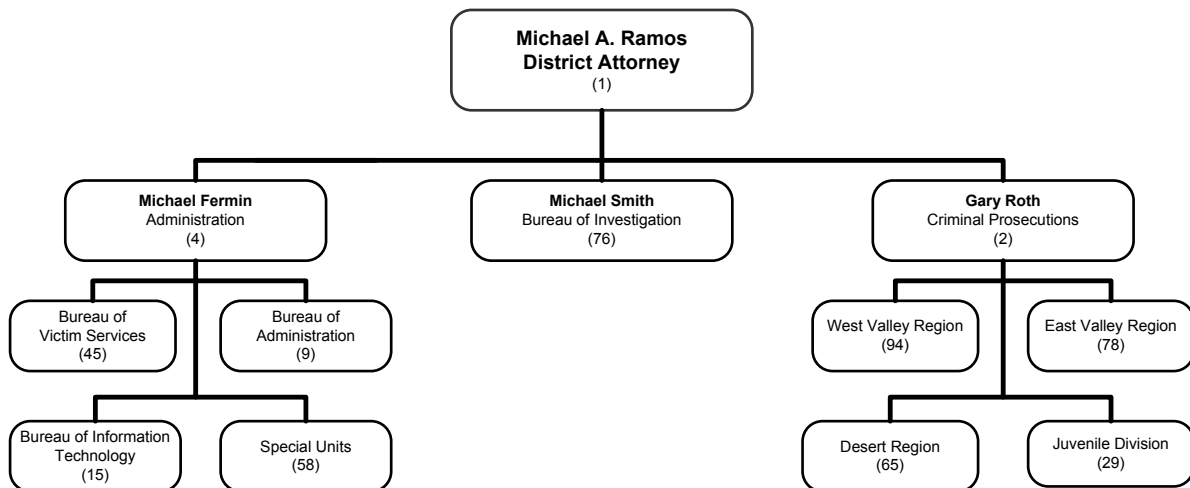 Michael A. Ramos
District Attorney
(1)
Michael Fermin
Administration
(4)
Michael Smith
Bureau of Investigation
(76)
Gary Roth
Criminal Prosecutions
(2)
Bureau of
Victim Services
(45)
Bureau of
Administration
(9)
West Valley Region
(94)
East Valley Region
(78)
Bureau of Information
Technology
(15)
Special Units
(58)
Desert Region
(65)
Juvenile Division
(29)